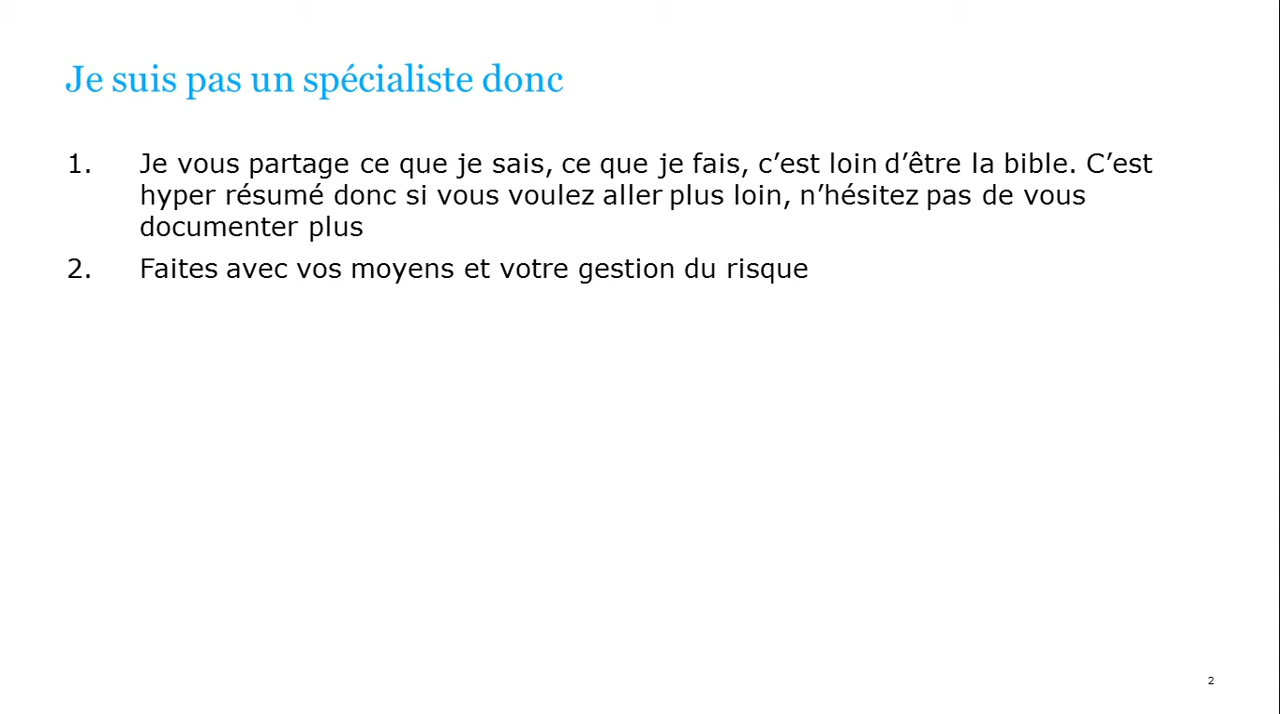 Je suis pas un spécialiste donc
1. Je vous partage ce que je sais, ce que je fais, c’est loin d’être la bible. C’est
hyper résumé donc si vous voulez aller plus loin, n’hésitez pas de vous
documenter plus
2. Faites avec vos moyens et votre gestion du risque
2